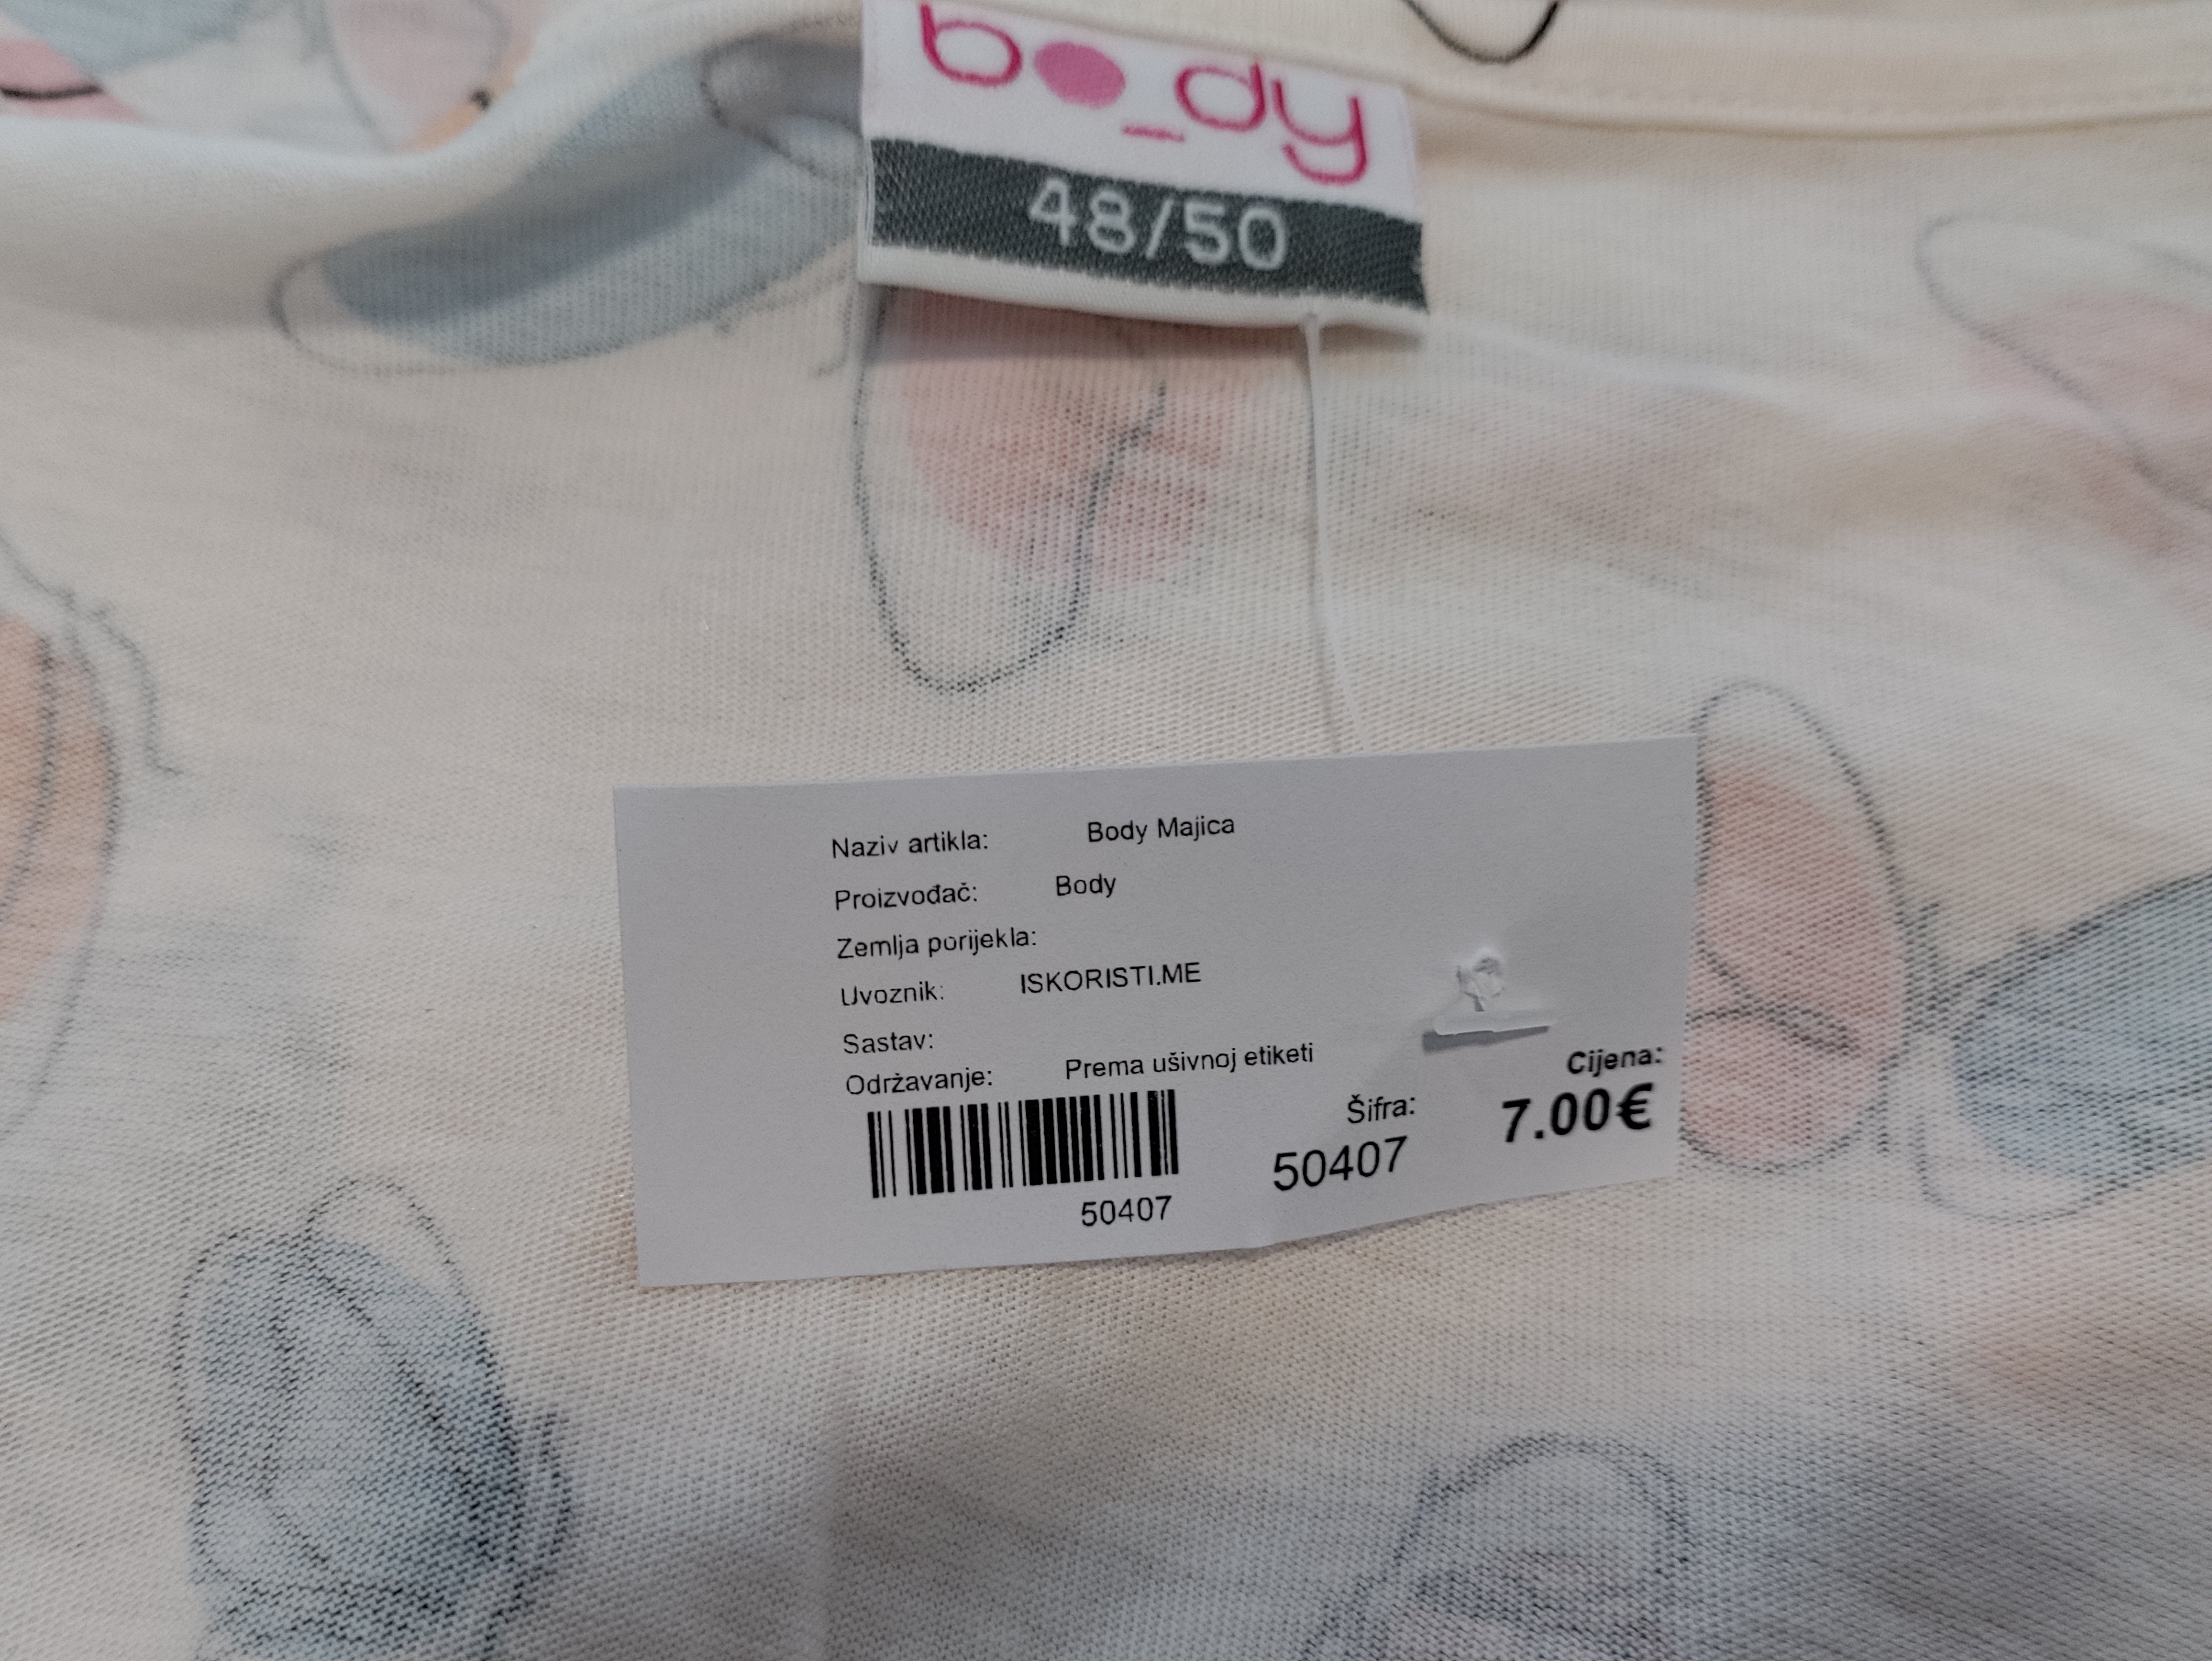 bo_dy
48/50
Naziv artikla: Body Majica
Proizvođač: Body
Zemlja porijekla:
Uvoznik: ISKORISTI.ME
Sastav:
Održavanje: Prema ušivnoj etiketi
Cijena:
Šifra:
7.00€
50407
50407